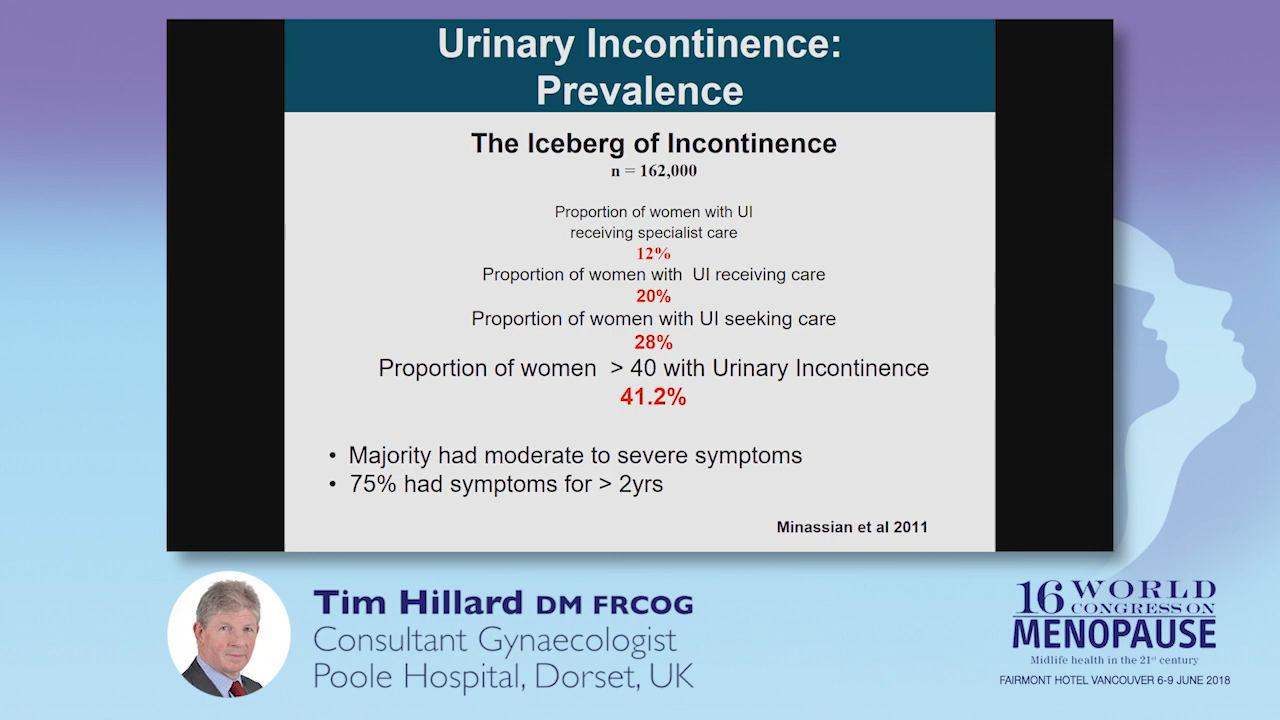 Urinary Incontinence:
Prevalence
The Iceberg of Incontinence
n = 162,000
Proportion of women with UI
receiving specialist care
12%
Proportion of women with UI receiving care
20%
Proportion of women with UI seeking care
28%
Proportion of women > 40 with Urinary Incontinence
41.2%
• Majority had moderate to severe symptoms
• 75% had symptoms for > 2yrs
Minassian et al 2011
Tim Hillard DM FRCOG
Consultant Gynaecologist
Poole Hospital, Dorset, UK
16 WORLD
CONGRESS ON
MENOPAUSE
Midlife health in the 21st century
FAIRMONT HOTEL VANCOUVER 6-9 JUNE 2018